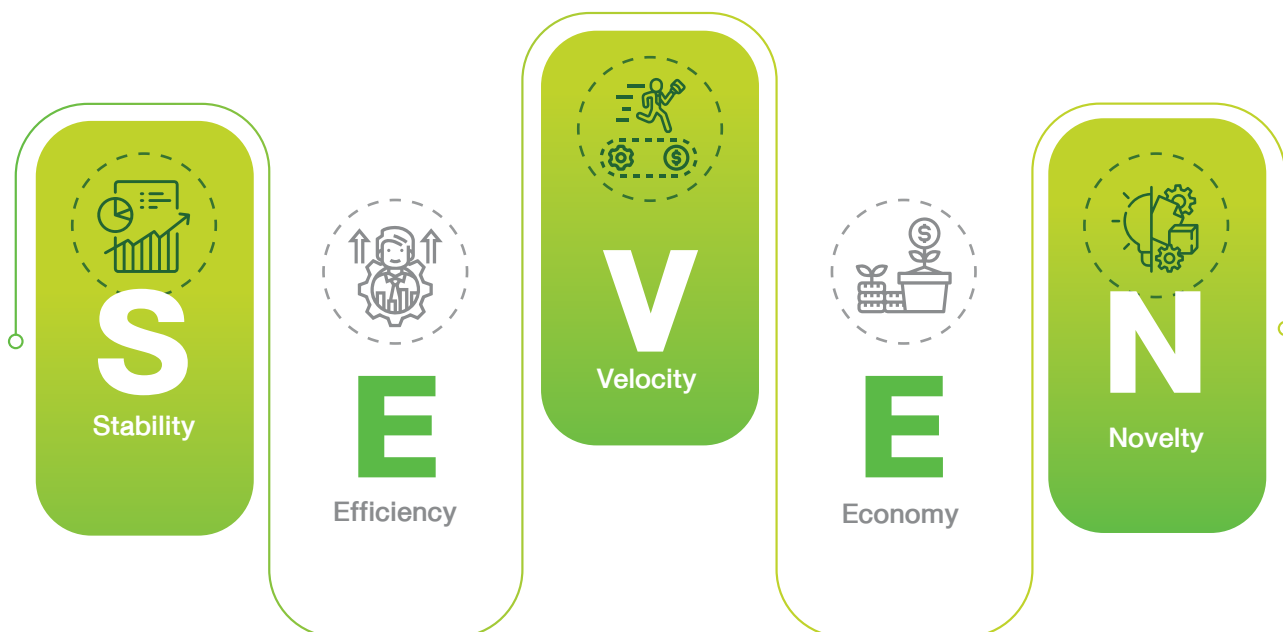 S
Stability
E
Efficiency
V
Velocity
E
Economy
N
Novelty